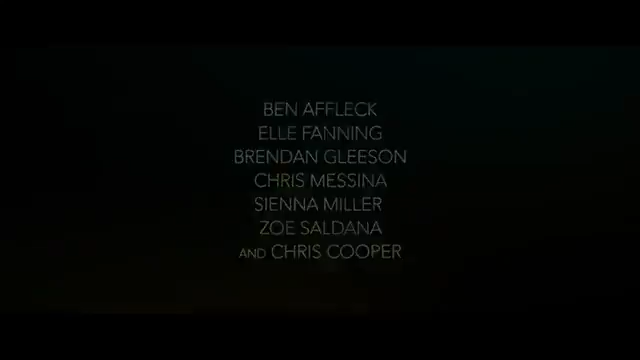 BEN AFFLECK
ELLE FANNING
BRENDAN GLEESON
CHRIS MESSINA
SIENNA MILLER
ZOE SALDANA
AND CHRIS COOPER